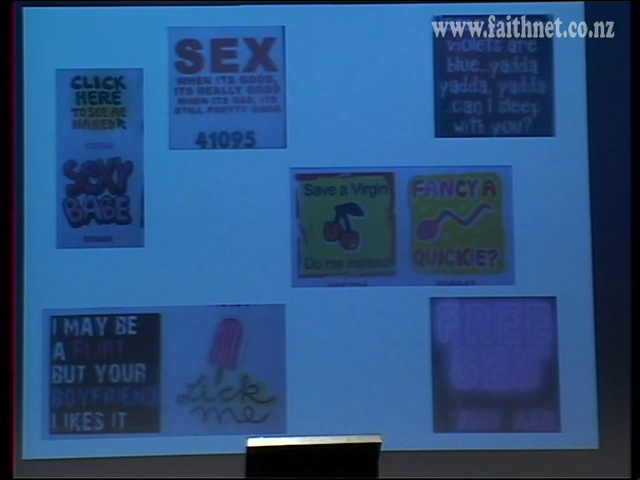 www.faithnet.co.nz
SEX
WHEN ITS GOOD,
ITS REALLY GOOD
WHEN ITS BAD, ITS
STILL PRETTY GOOD
41095
violets are
blue...yadda
yadda, yadda
..can I sleep
with you?
CLICK
HERE
TO SEE ME
NAKED
SEXY
BABE
Save a Virgin
Do me instead
FANCY A
QUICKIE?
I MAY BE
A FLIRT
BUT YOUR
BOYFRIEND
LIKES IT
Lick
me
FREE